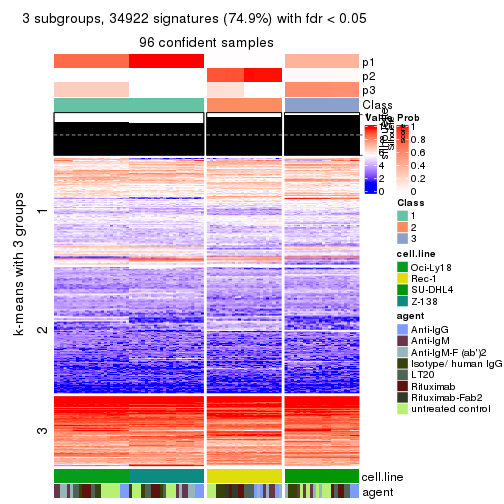 3 subgroups, 34922 signatures (74.9%) with fdr < 0.05
96 confident samples
p1
p2
p3
Class
Value
Prob
1
0.8
0.6
0.4
0.2
0
6
4
2
0
Class
1
2
3
cell.line
Oci-Ly18
Rec-1
SU-DHL4
Z-138
agent
Anti-IgG
Anti-IgM
Anti-IgM-F (ab')2
Isotype/ human IgG
LT20
Rituximab
Rituximab-Fab2
untreated control
k-means with 3 groups
1
2
3
cell.line
agent